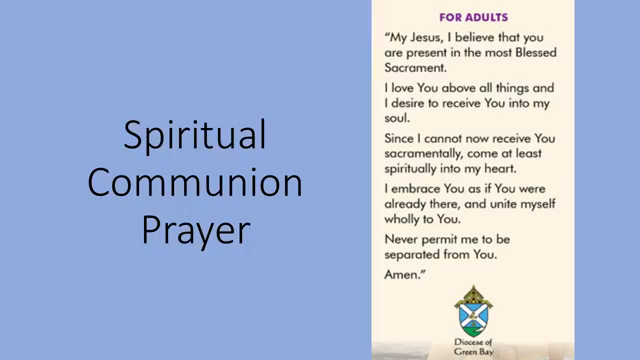 Spiritual
Communion
Prayer
FOR ADULTS
“My Jesus, I believe that you
are present in the most Blessed
Sacrament.
I love You above all things and
I desire to receive You into my
soul.
Since I cannot now receive You
sacramentally, come at least
spiritually into my heart.
I embrace You as if You were
already there, and unite myself
wholly to You.
Never permit me to be
separated from You.
Amen.”
Diocese of
Green Bay